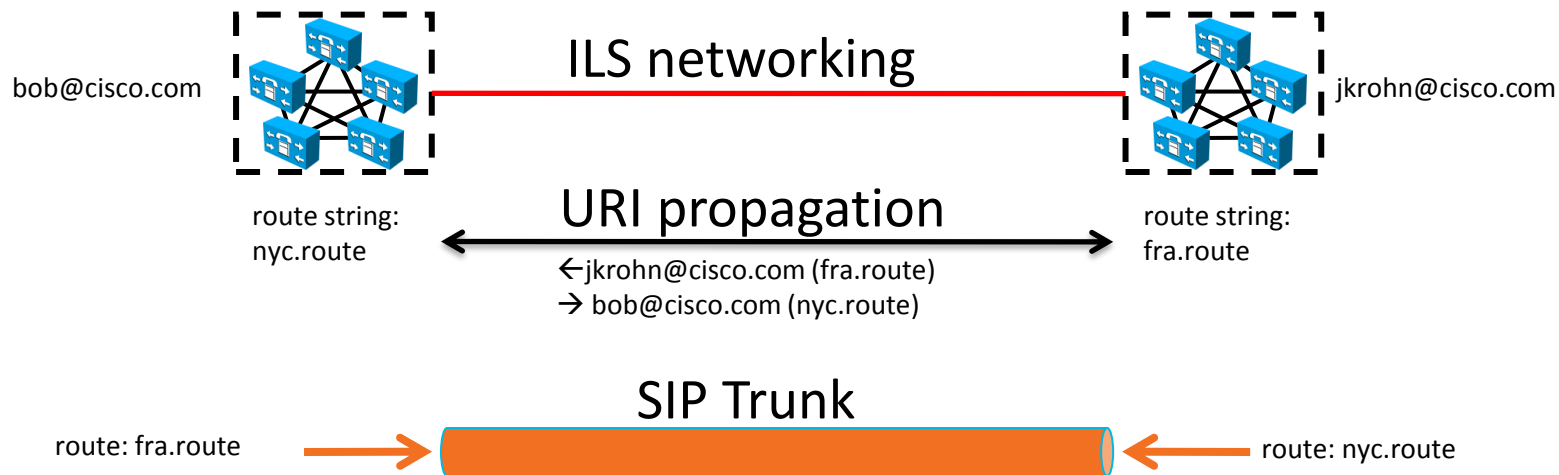 ILS networking
bob@cisco.com
jkrohn@cisco.com
route string:
nyc.route
URI propagation
route string:
fra.route
←jkrohn@cisco.com (fra.route)
→ bob@cisco.com (nyc.route)
SIP Trunk
route: fra.route
route: nyc.route